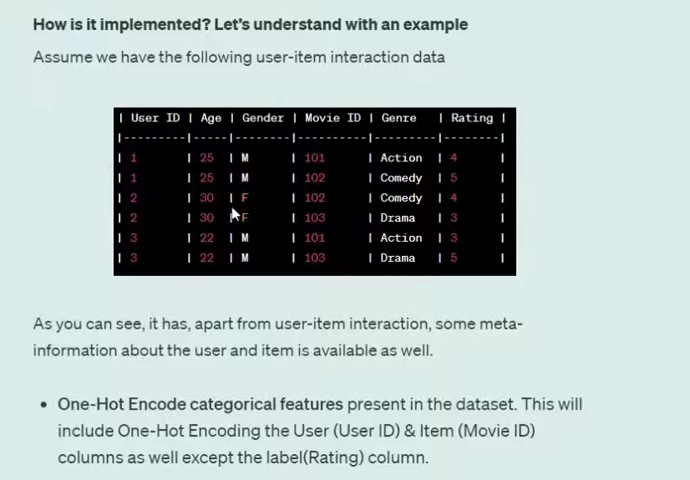 How is it implemented? Let’s understand with an example
Assume we have the following user-item interaction data
| User ID | Age | Gender | Movie ID | Genre | Rating |
|---------|-----|--------|----------|--------|--------|
| 1 | 25 | M | 101 | Action | 4 |
| 1 | 25 | M | 102 | Comedy | 5 |
| 2 | 30 | F | 102 | Comedy | 4 |
| 2 | 30 | F | 103 | Drama | 3 |
| 3 | 22 | M | 101 | Action | 3 |
| 3 | 22 | M | 103 | Drama | 5 |
As you can see, it has, apart from user-item interaction, some meta-
information about the user and item is available as well.
• One-Hot Encode categorical features present in the dataset. This will
include One-Hot Encoding the User (User ID) & Item (Movie ID)
columns as well except the label(Rating) column.